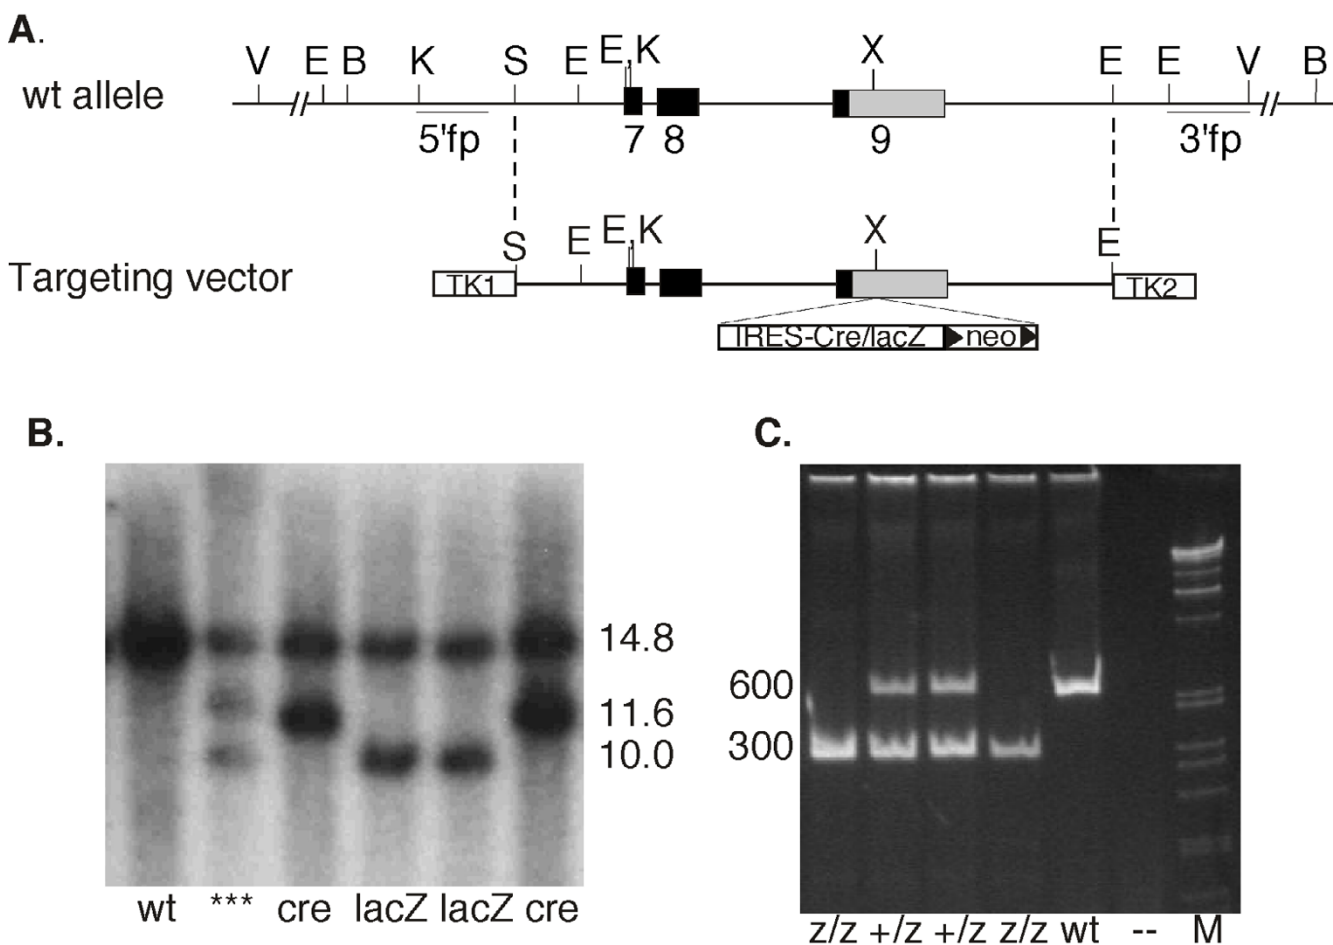 A.
V E B K S E E,K X E E V B
wt allele
5'fp 7 8 9 3'fp
S E E,K X E
Targeting vector
TK1 TK2
IRES-Cre/lacZ neo
B.
14.8
11.6
10.0
wt *** cre lacZ lacZ cre
C.
600
300
z/z +/z +/z z/z wt -- M